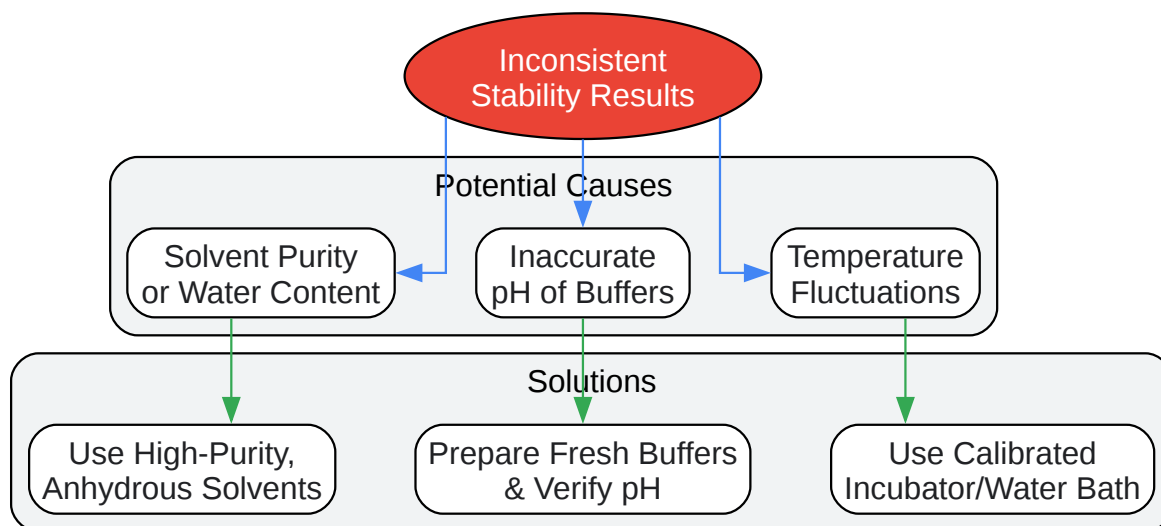 Inconsistent
Stability Results
Potential Causes
Solvent Purity
or Water Content
Inaccurate
pH of Buffers
Temperature
Fluctuations
Solutions
Use High-Purity,
Anhydrous Solvents
Prepare Fresh Buffers
& Verify pH
Use Calibrated
Incubator/Water Bath